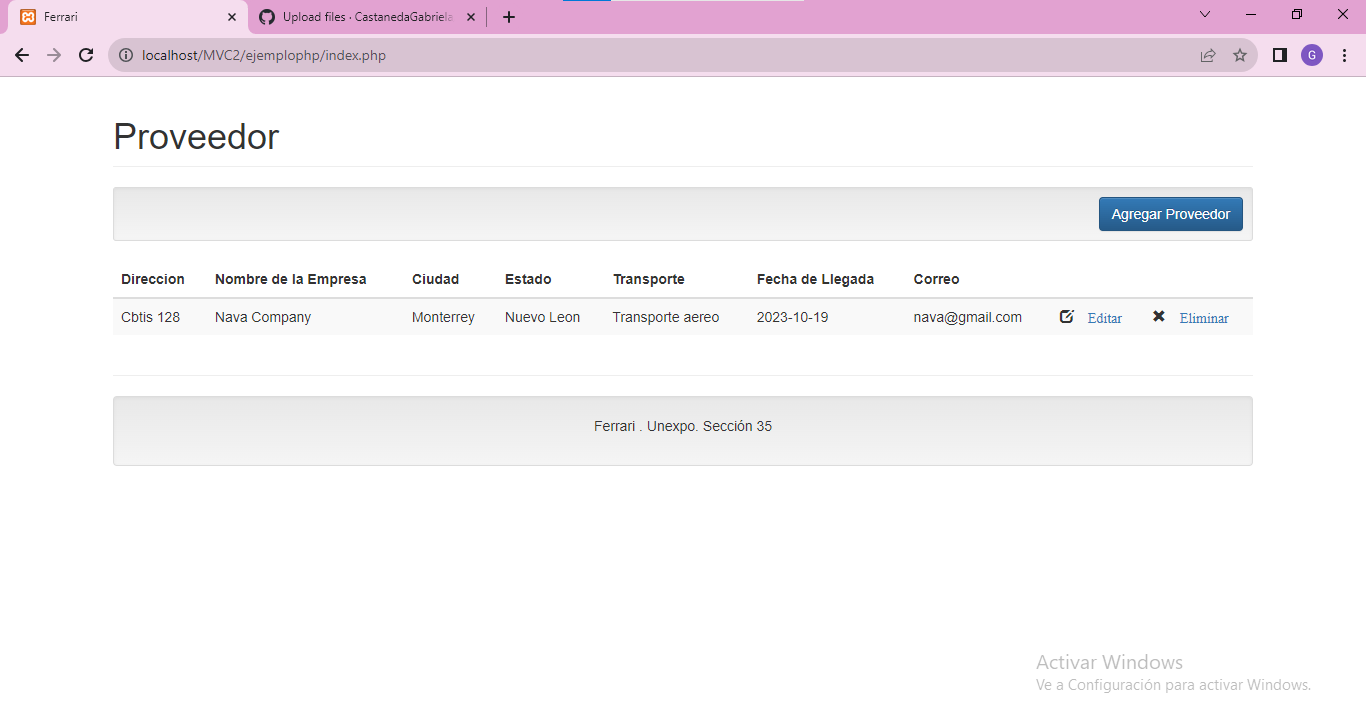 Ferrari
Upload files · CastanedaGabriela
localhost/MVC2/ejemplophp/index.php
G
Proveedor
Agregar Proveedor
Direccion Nombre de la Empresa Ciudad Estado Transporte Fecha de Llegada Correo
Cbtis 128 Nava Company Monterrey Nuevo Leon Transporte aereo 2023-10-19 nava@gmail.com Editar Eliminar
Ferrari . Unexpo. Sección 35
Activar Windows
Ve a Configuración para activar Windows.